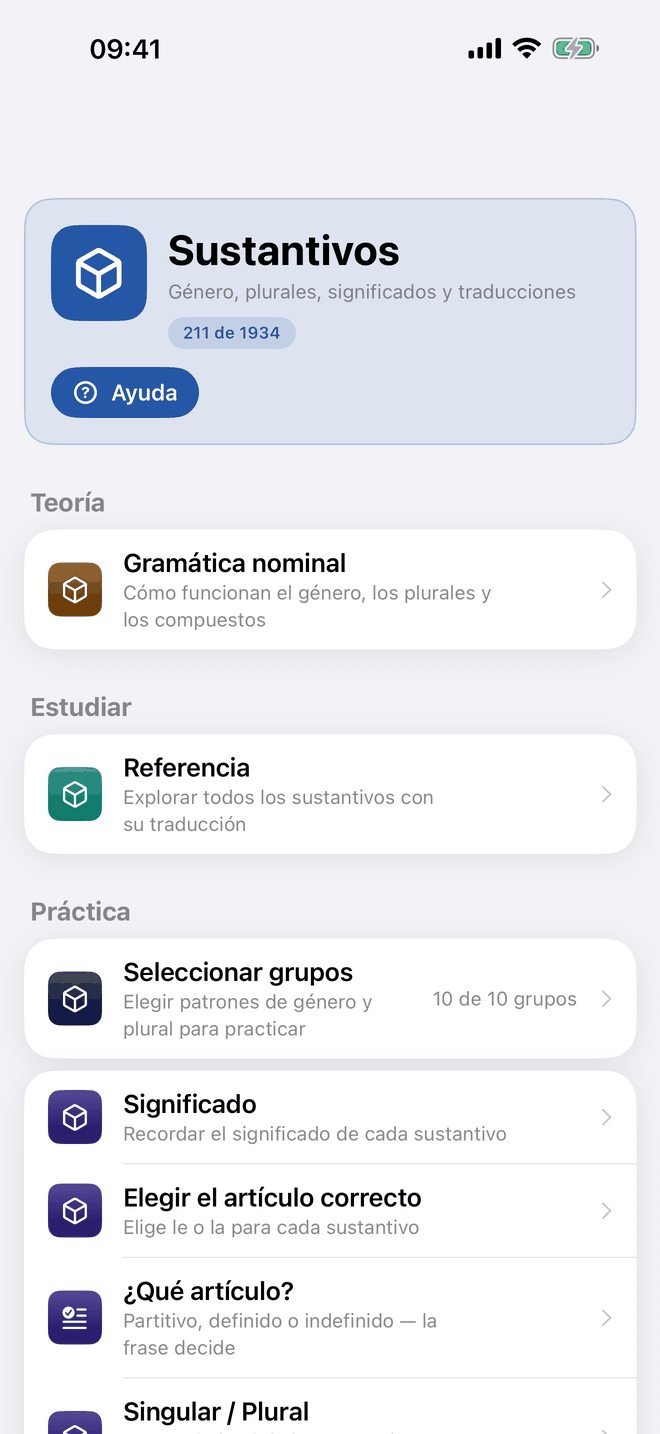 09:41
Sustantivos
Género, plurales, significados y traducciones
211 de 1934
Ayuda
Teoría
Gramática nominal
Cómo funcionan el género, los plurales y
los compuestos
Estudiar
Referencia
Explorar todos los sustantivos con
su traducción
Práctica
Seleccionar grupos
Elegir patrones de género y
plural para practicar
10 de 10 grupos
Significado
Recordar el significado de cada sustantivo
Elegir el artículo correcto
Elige le o la para cada sustantivo
¿Qué artículo?
Partitivo, definido o indefinido — la
frase decide
Singular / Plural